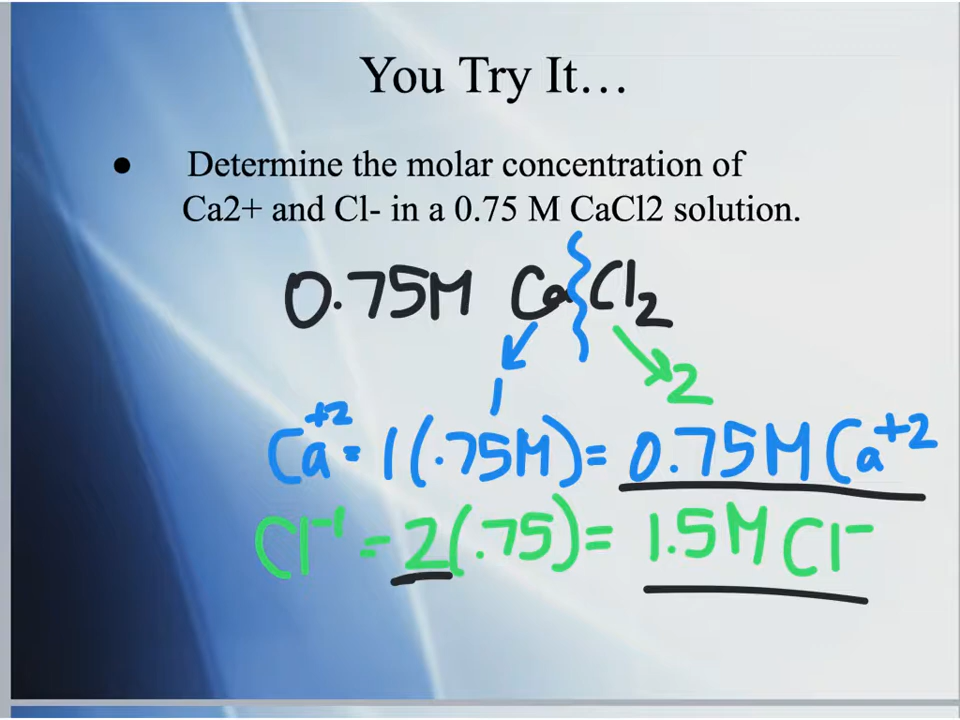 You Try It…
● Determine the molar concentration of
Ca2+ and Cl- in a 0.75 M CaCl2 solution.
0.75M CaCl2
1 2
Ca+2 = 1(.75M) = 0.75M Ca+2
Cl-1 = 2(.75) = 1.5M Cl-